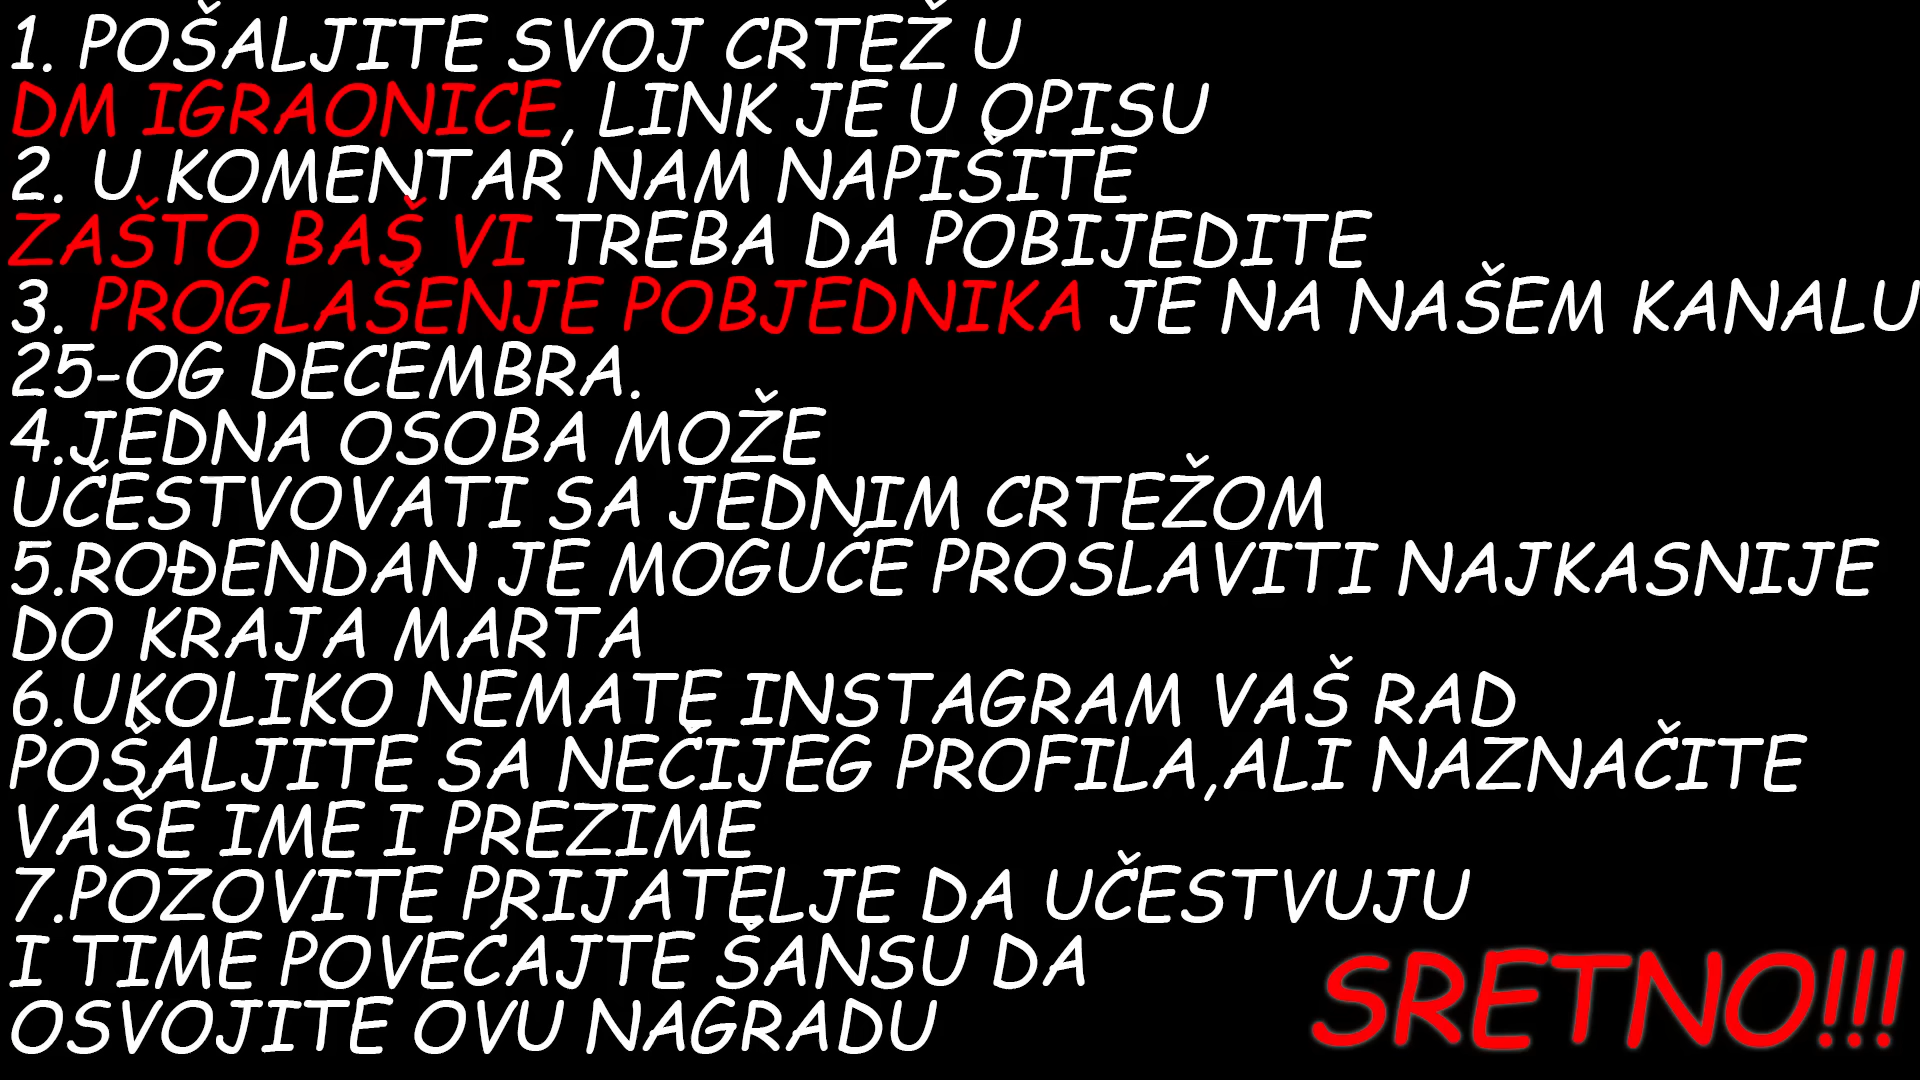 1. POŠALJITE SVOJ CRTEŽ U
DM IGRAONICE, LINK JE U OPISU
2. U KOMENTAR NAM NAPIŠITE
ZAŠTO BAŠ VI TREBA DA POBIJEDITE
3. PROGLAŠENJE POBJEDNIKA JE NA NAŠEM KANALU
25-OG DECEMBRA.
4.JEDNA OSOBA MOŽE
UČESTVOVATI SA JEDNIM CRTEŽOM
5.ROĐENDAN JE MOGUĆE PROSLAVITI NAJKASNIJE
DO KRAJA MARTA
6.UKOLIKO NEMATE INSTAGRAM VAŠ RAD
POŠALJITE SA NEČIJEG PROFILA,ALI NAZNAČITE
VAŠE IME I PREZIME
7.POZOVITE PRIJATELJE DA UČESTVUJU
I TIME POVEĆAJTE ŠANSU DA
OSVOJITE OVU NAGRADU
SRETNO!!!